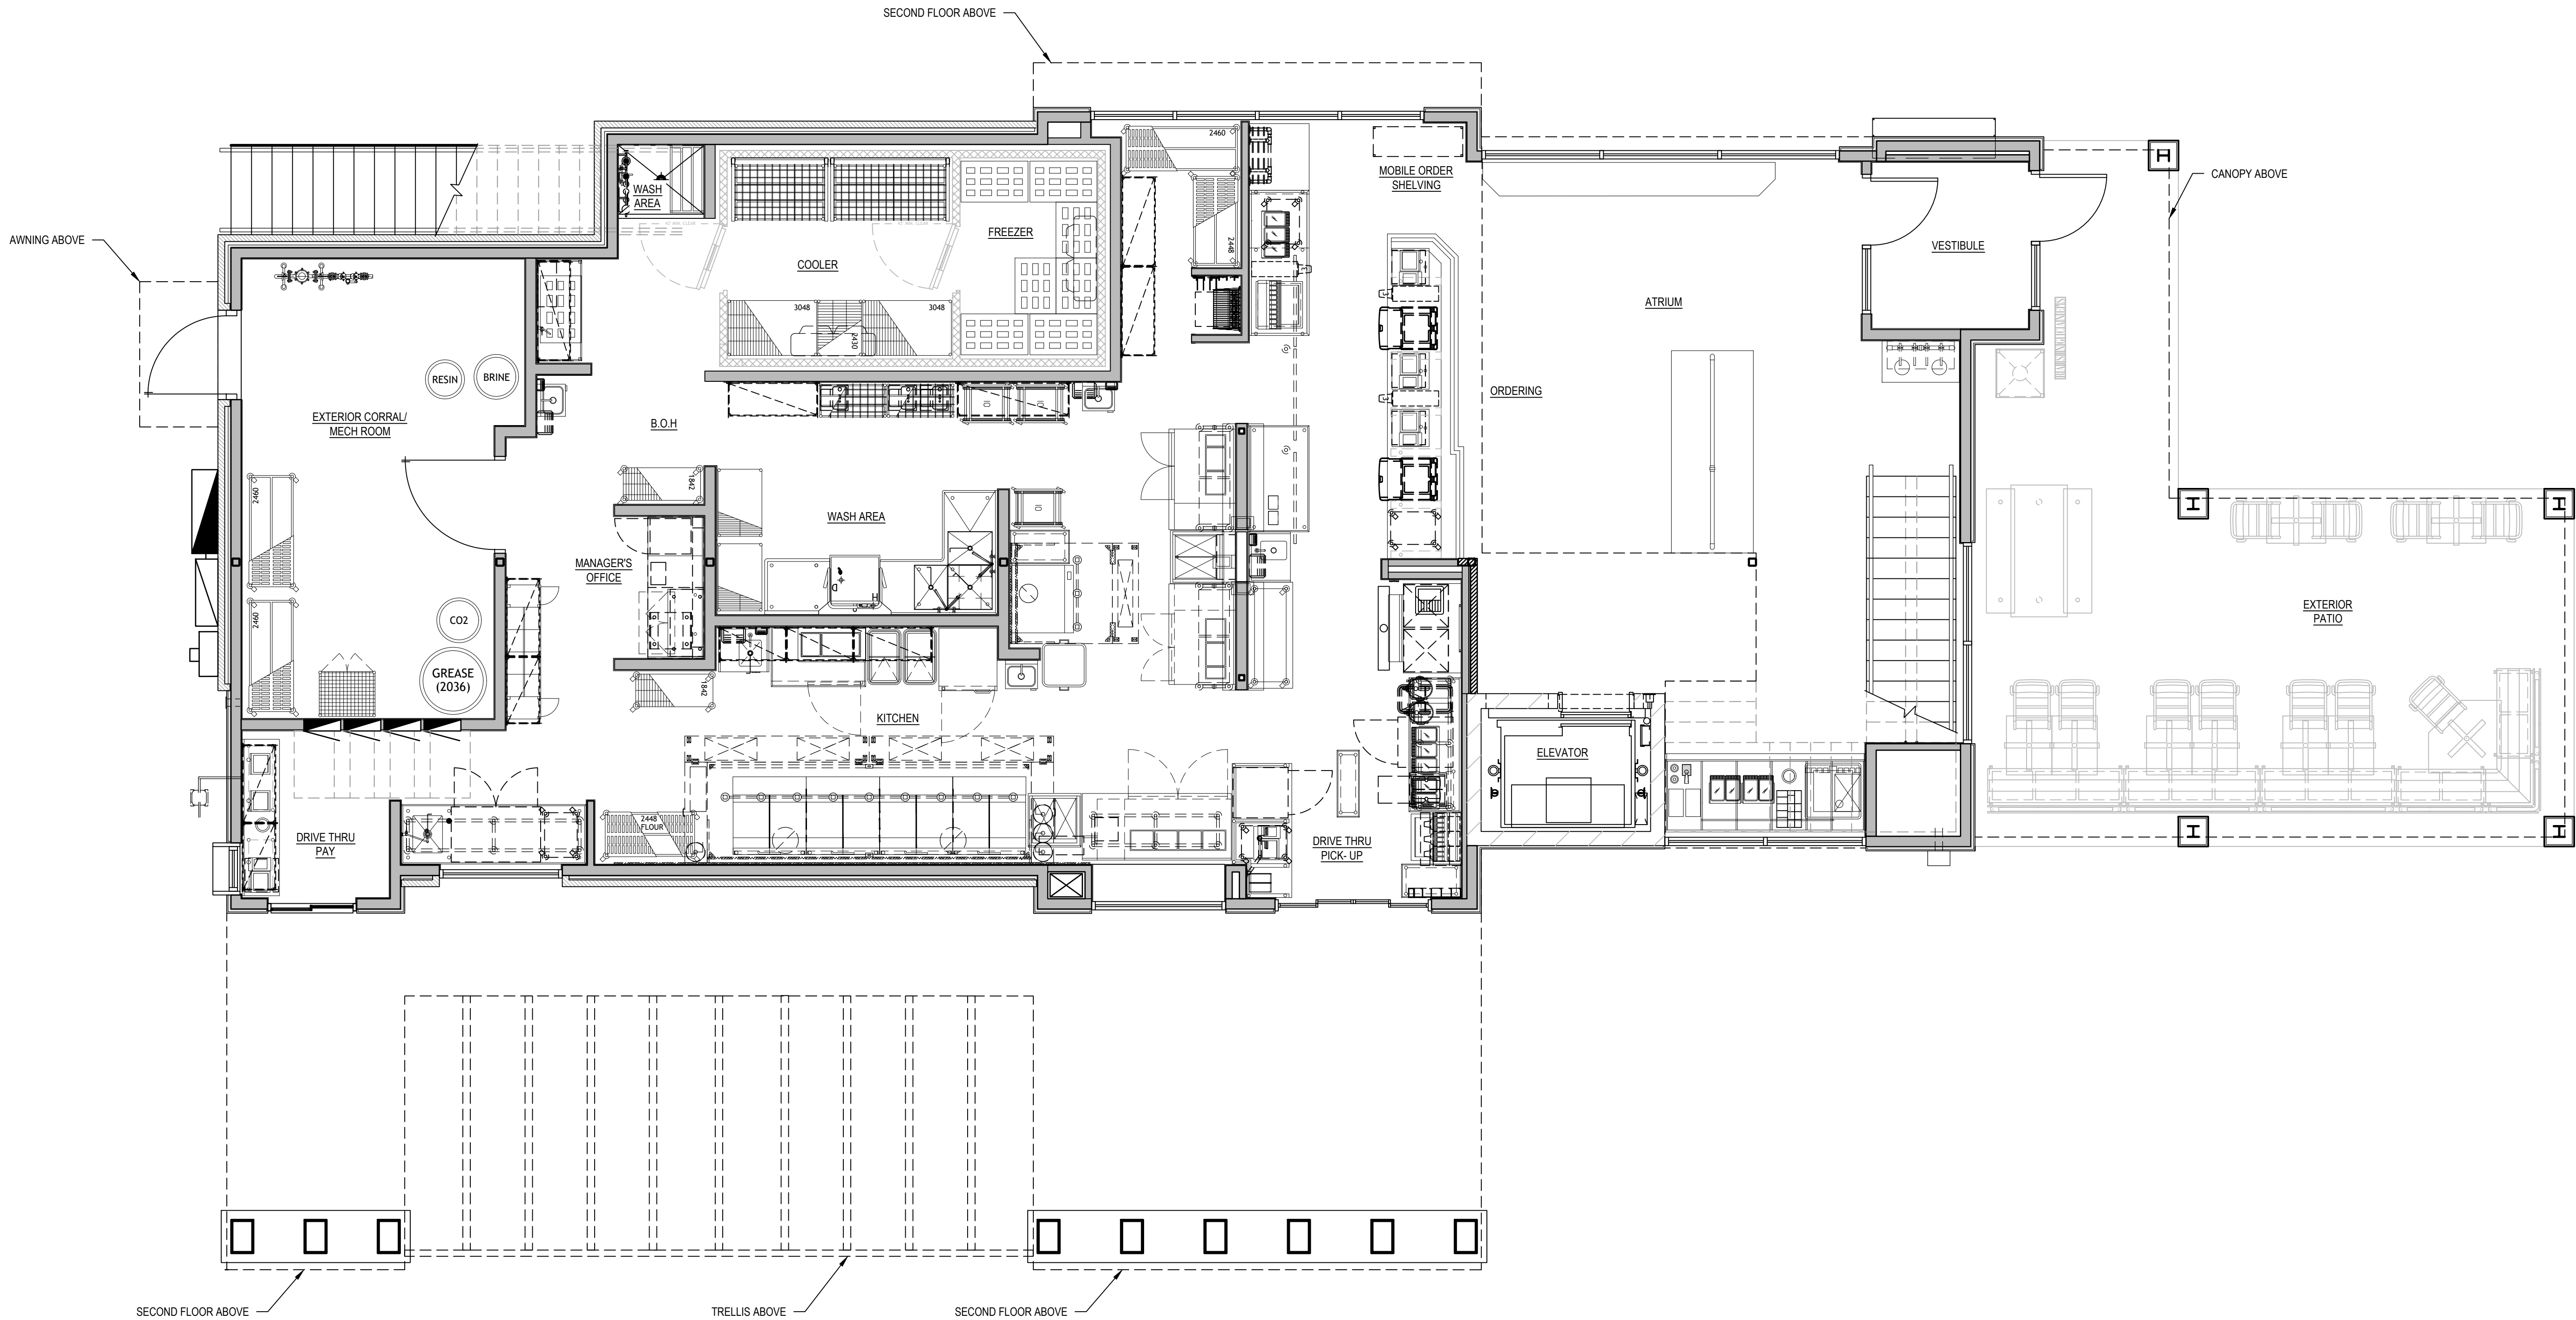 SECOND FLOOR ABOVE
2460
WASH
AREA
MOBILE ORDER
SHELVING
CANOPY ABOVE
FREEZER
AWNING ABOVE
2448
VESTIBULE
COOLER
3048
3048
ATRIUM
2430
RESIN
BRINE
ORDERING
EXTERIOR CORRAL/
MECH ROOM
B.O.H
1842
2460
WASH AREA
MANAGER'S
OFFICE
2460
CO2
EXTERIOR
PATIO
GREASE
(2036)
1842
KITCHEN
ELEVATOR
2448
FLOUR
DRIVE THRU
PAY
DRIVE THRU
PICK- UP
SECOND FLOOR ABOVE
TRELLIS ABOVE
SECOND FLOOR ABOVE